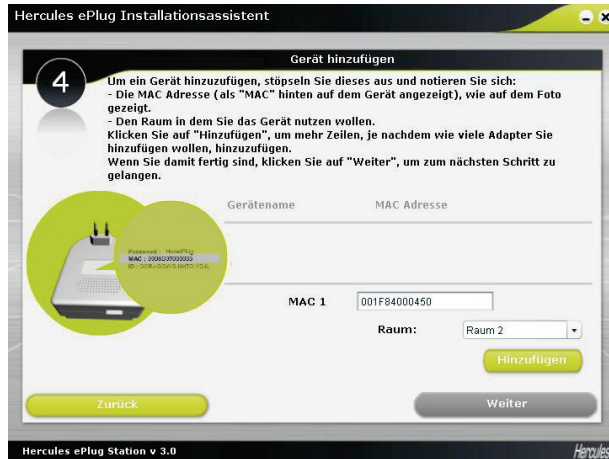 Hercules ePlug Installationsassistent
Gerät hinzufügen
4
Um ein Gerät hinzuzufügen, stöpseln Sie dieses aus und notieren Sie sich:
- Die MAC Adresse (als "MAC" hinten auf dem Gerät angezeigt), wie auf dem Foto
gezeigt.
- Den Raum in dem Sie das Gerät nutzen wollen.
Klicken Sie auf "Hinzufügen", um mehr Zeilen, je nachdem wie viele Adapter Sie
hinzufügen wollen, hinzuzufügen.
Wenn Sie damit fertig sind, klicken Sie auf "Weiter", um zum nächsten Schritt zu
gelangen.
Gerätename MAC Adresse
Password : HomePlug
MAC :
ID :
MAC 1 001F84000450
Raum: Raum 2
Hinzufügen
Zurück Weiter
Hercules ePlug Station v 3.0 Hercules